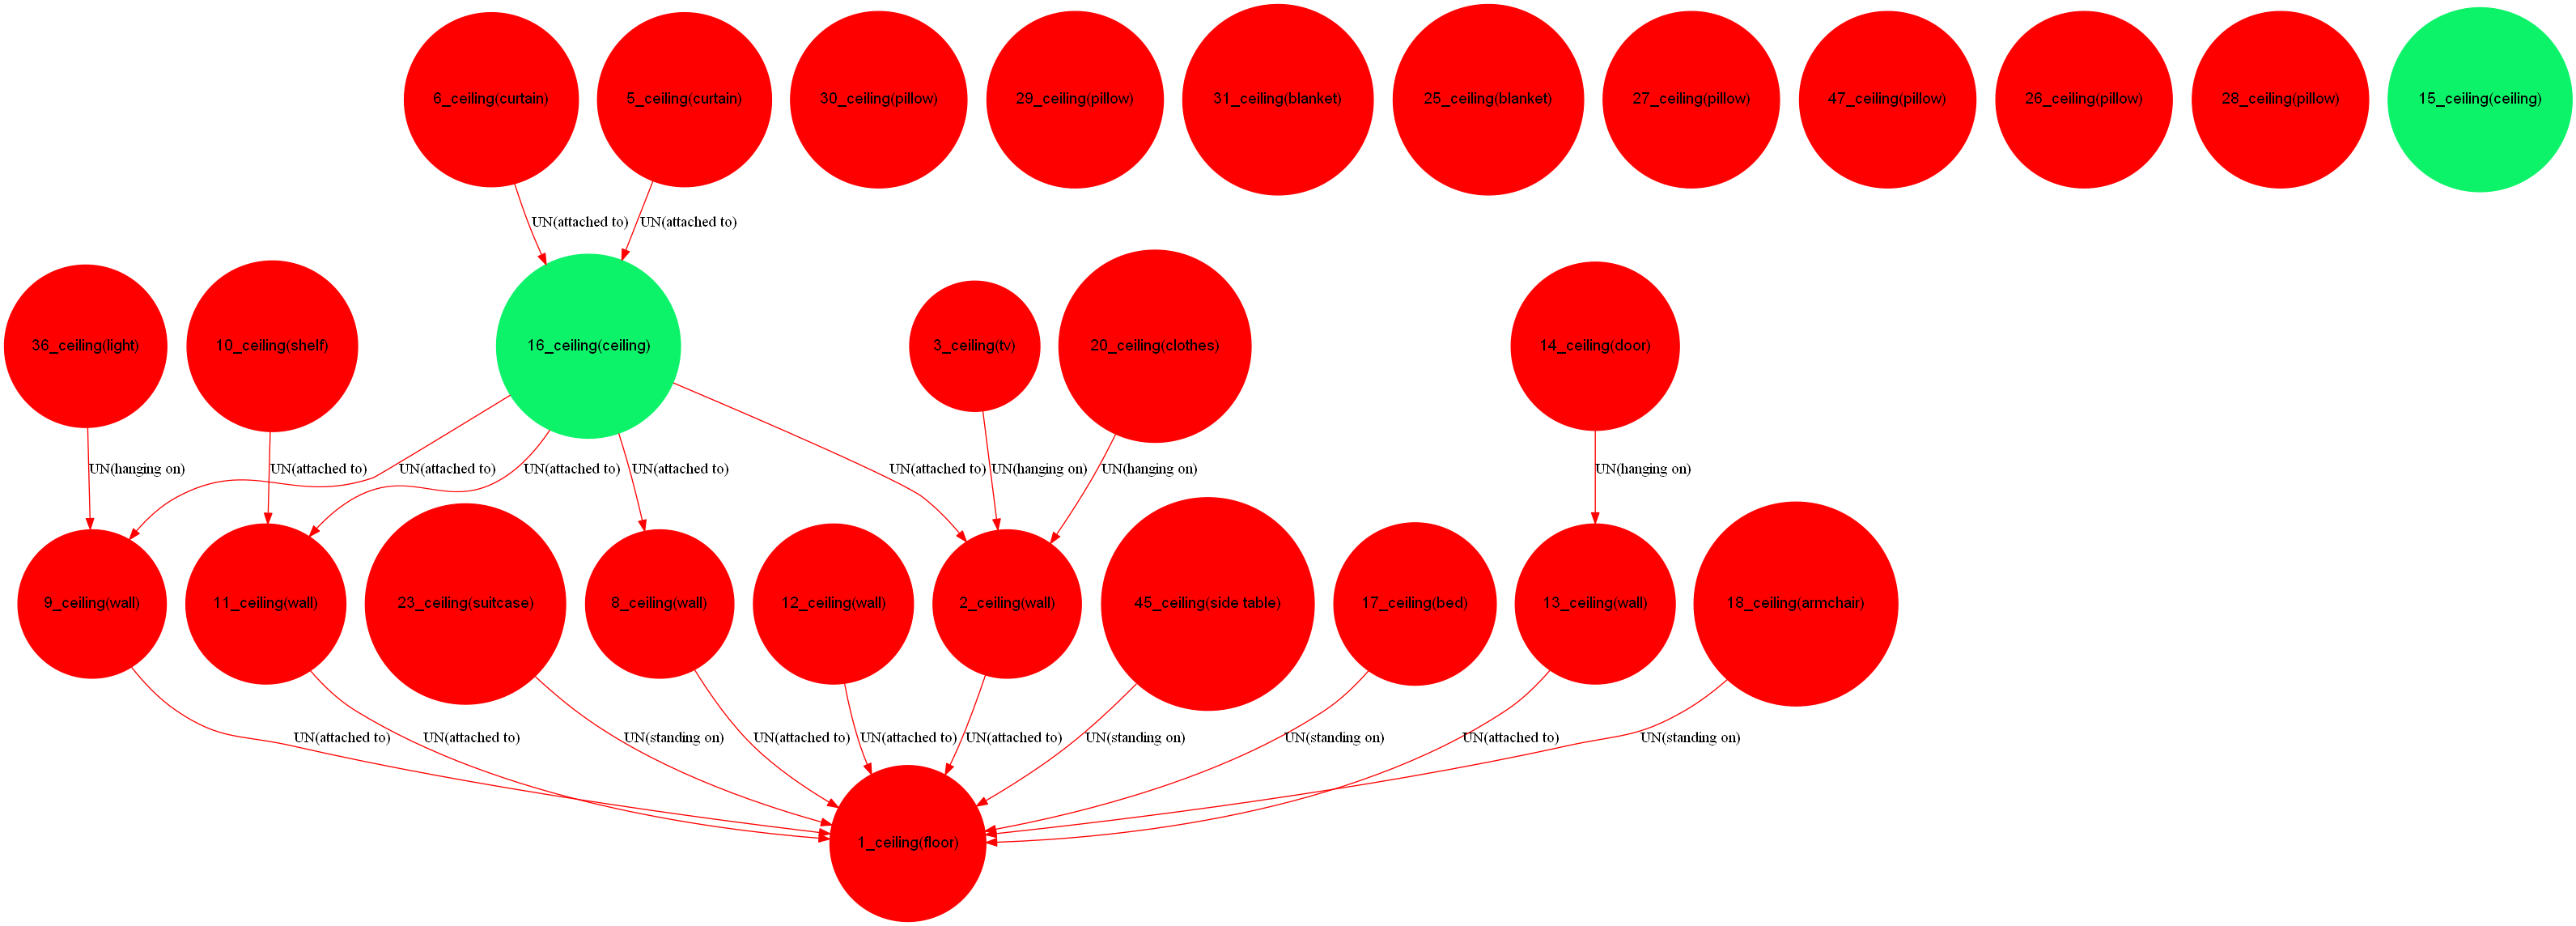 6_ceiling(curtain)
5_ceiling(curtain)
30_ceiling(pillow)
29_ceiling(pillow)
31_ceiling(blanket)
25_ceiling(blanket)
27_ceiling(pillow)
47_ceiling(pillow)
26_ceiling(pillow)
28_ceiling(pillow)
15_ceiling(ceiling)
UN(attached to)
UN(attached to)
36_ceiling(light)
10_ceiling(shelf)
16_ceiling(ceiling)
3_ceiling(tv)
20_ceiling(clothes)
14_ceiling(door)
UN(hanging on)
UN(attached to)
UN(attached to)
UN(attached to)
UN(attached to)
UN(attached to)
UN(hanging on)
UN(hanging on)
UN(hanging on)
9_ceiling(wall)
11_ceiling(wall)
23_ceiling(suitcase)
8_ceiling(wall)
12_ceiling(wall)
2_ceiling(wall)
45_ceiling(side table)
17_ceiling(bed)
13_ceiling(wall)
18_ceiling(armchair)
UN(attached to)
UN(attached to)
UN(standing on)
UN(attached to)
UN(attached to)
UN(attached to)
UN(standing on)
UN(standing on)
UN(attached to)
UN(standing on)
1_ceiling(floor)